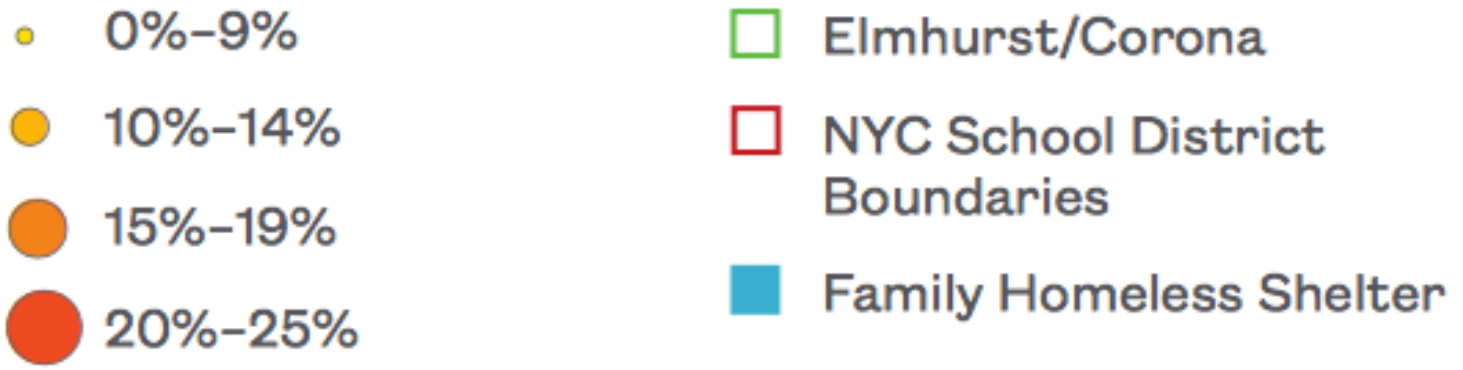 0%–9%
10%–14%
15%–19%
20%–25%
Elmhurst/Corona
NYC School District
Boundaries
Family Homeless Shelter